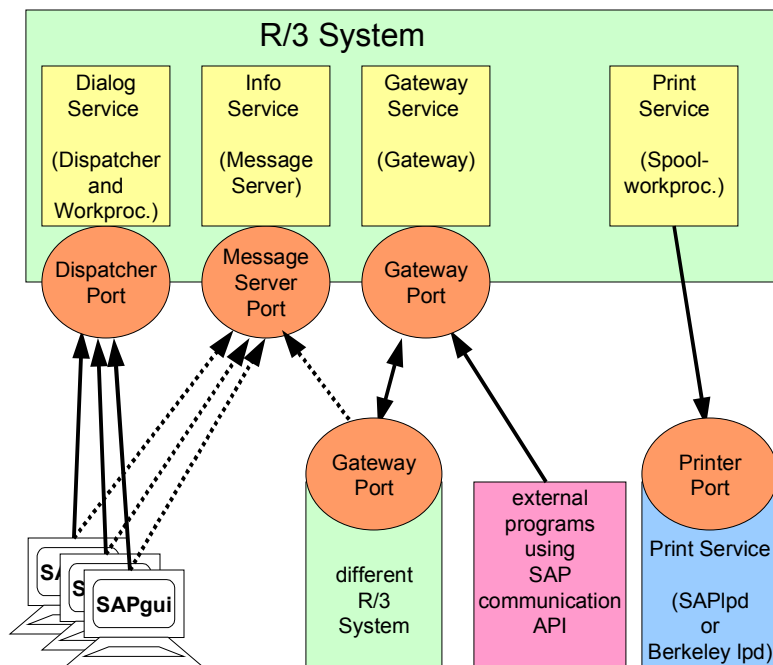 R/3 System
Dialog
Service
(Dispatcher
and
Workproc.)
Info
Service
(Message
Server)
Gateway
Service
(Gateway)
Print
Service
(Spool-
workproc.)
Dispatcher
Port
Message
Server
Port
Gateway
Port
Gateway
Port
different
R/3
System
external
programs
using
SAP
communication
API
Printer
Port
Print Service
(SAPlpd
or
Berkeley lpd)
SA
S
SAPgui